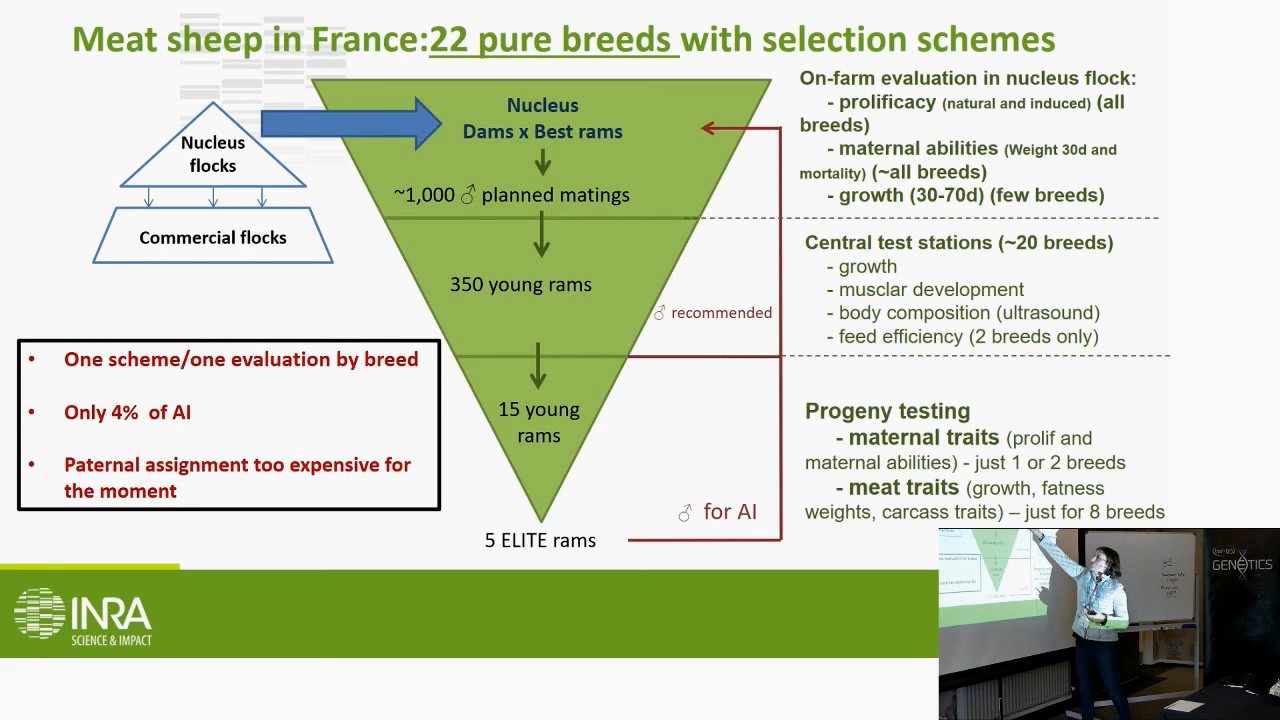 Meat sheep in France:22 pure breeds with selection schemes
Nucleus
flocks
Commercial flocks
Nucleus
Dams x Best rams
~1,000 ♂ planned matings
350 young rams
♂ recommended
15 young
rams
♂ for AI
5 ELITE rams
On-farm evaluation in nucleus flock:
- prolificacy (natural and induced) (all
breeds)
- maternal abilities (Weight 30d and
mortality) (~all breeds)
- growth (30-70d) (few breeds)
Central test stations (~20 breeds)
- growth
- musclar development
- body composition (ultrasound)
- feed efficiency (2 breeds only)
Progeny testing
- maternal traits (prolif and
maternal abilities) - just 1 or 2 breeds
- meat traits (growth, fatness
weights, carcass traits) – just for 8 breeds
• One scheme/one evaluation by breed
• Only 4% of AI
• Paternal assignment too expensive for
the moment
INRA
SCIENCE & IMPACT
GENETICS